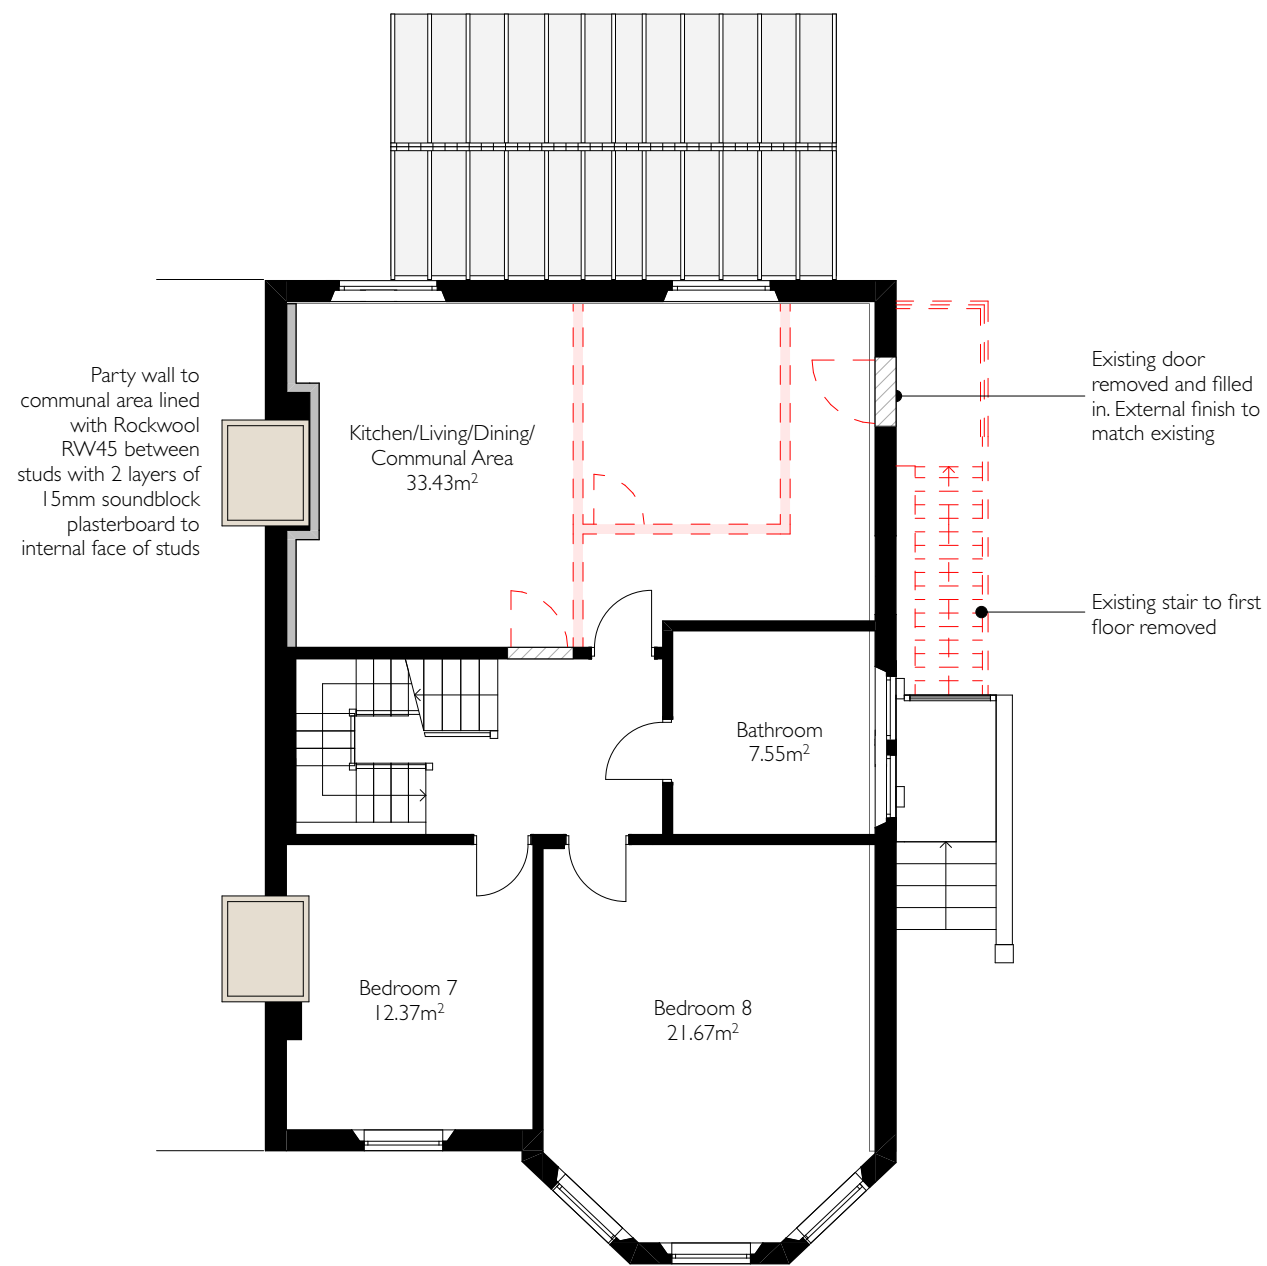 Party wall to
communal area lined
with Rockwool
RW45 between
studs with 2 layers of
15mm soundblock
plasterboard to
internal face of studs
Kitchen/Living/Dining/
Communal Area
33.43m²
Existing door
removed and filled
in. External finish to
match existing
Existing stair to first
floor removed
Bathroom
7.55m²
Bedroom 7
12.37m²
Bedroom 8
21.67m²